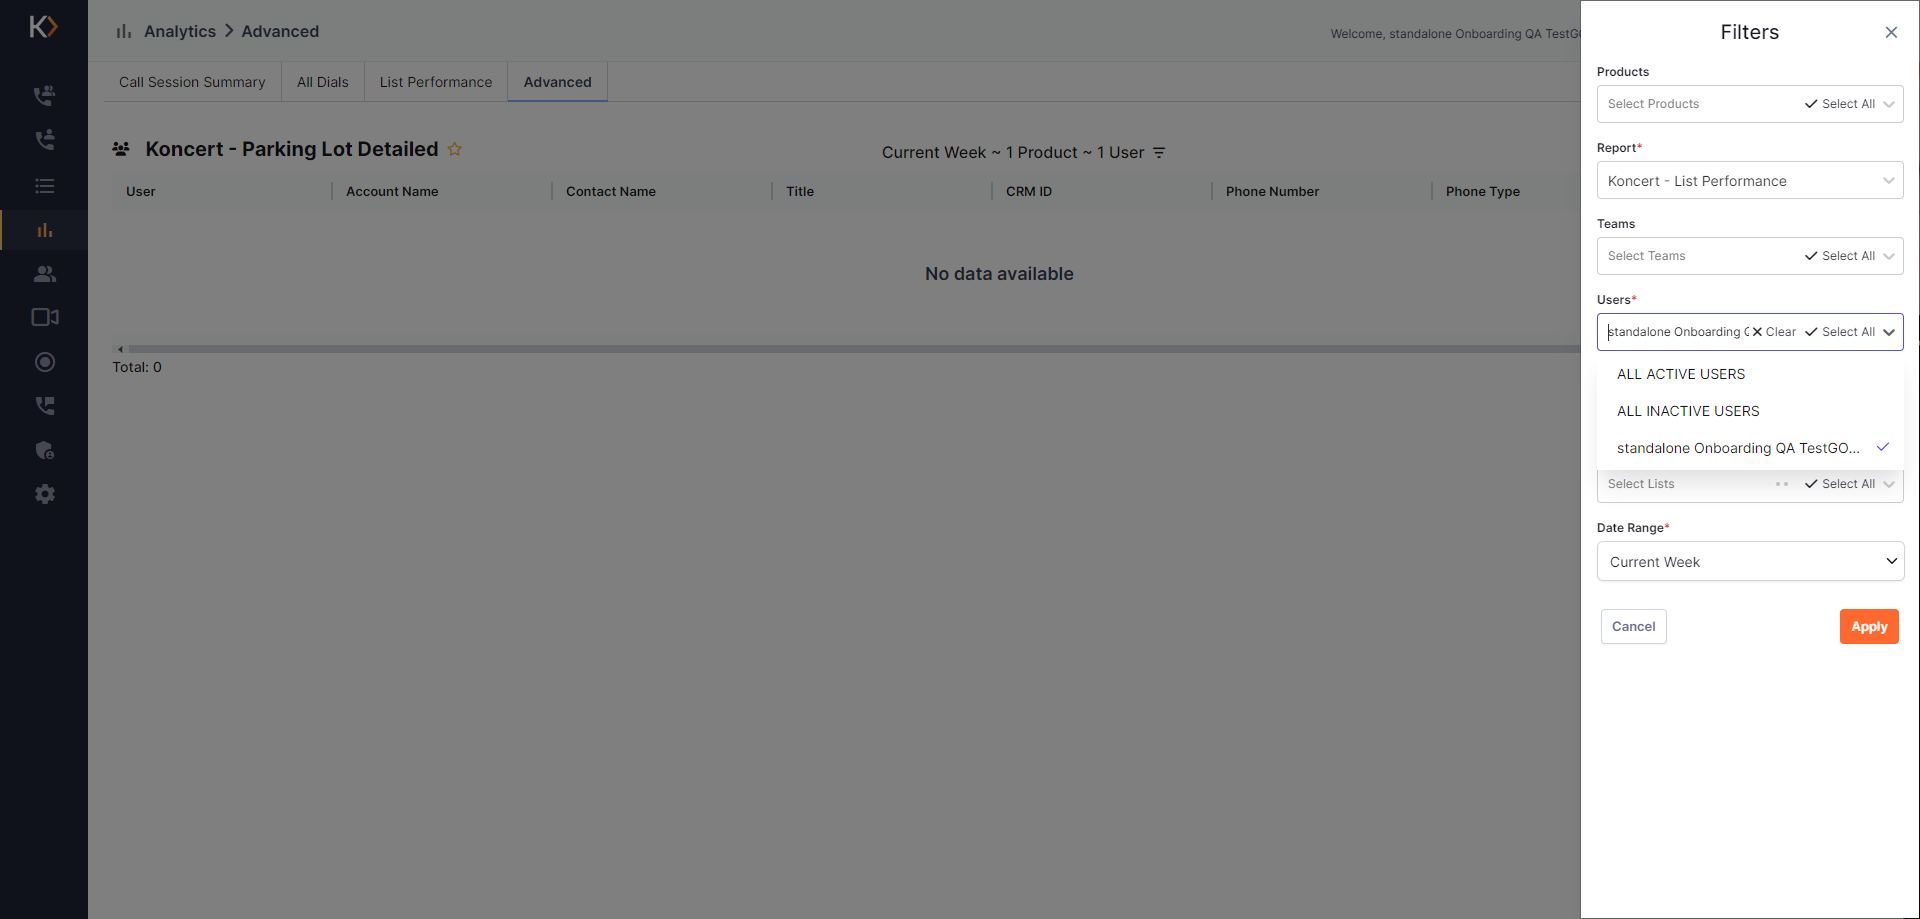 Analytics > Advanced
Welcome, standalone Onboarding QA TestGO
Call Session Summary
All Dials
List Performance
Advanced
Koncert - Parking Lot Detailed
Current Week ~ 1 Product ~ 1 User
User
Account Name
Contact Name
Title
CRM ID
Phone Number
Phone Type
No data available
Total: 0
Filters
Products
Select Products
Select All
Report*
Koncert - List Performance
Teams
Select Teams
Select All
Users*
standalone Onboarding
Clear
Select All
ALL ACTIVE USERS
ALL INACTIVE USERS
standalone Onboarding QA TestGO...
Select Lists
Select All
Date Range*
Current Week
Cancel
Apply